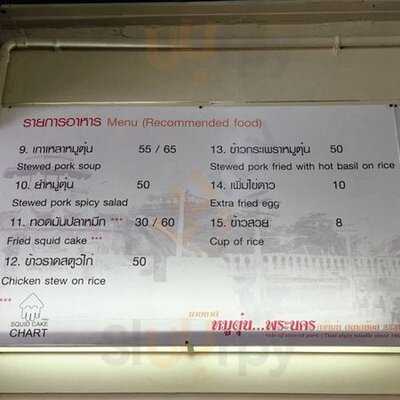 รายการอาหาร Menu (Recommended food)
9. เกาเหลาหมูตุ๋น 55 / 65
Stewed pork soup
10. ยำหมูตุ๋น 50
Stewed pork spicy salad
11. ทอดมันปลาหมึก *** 30 / 60
Fried squid cake ***
12. ข้าวราดสตูว์ไก่ 50
Chicken stew on rice
***
13. ข้าวกระเพราหมูตุ๋น 50
Stewed pork fried with hot basil on rice
14. เพิ่มไข่ดาว 10
Extra fried egg
15. ข้าวสวย 8
Cup of rice
SQUID CAKE
CHART
หมูตุ๋น...พระนคร